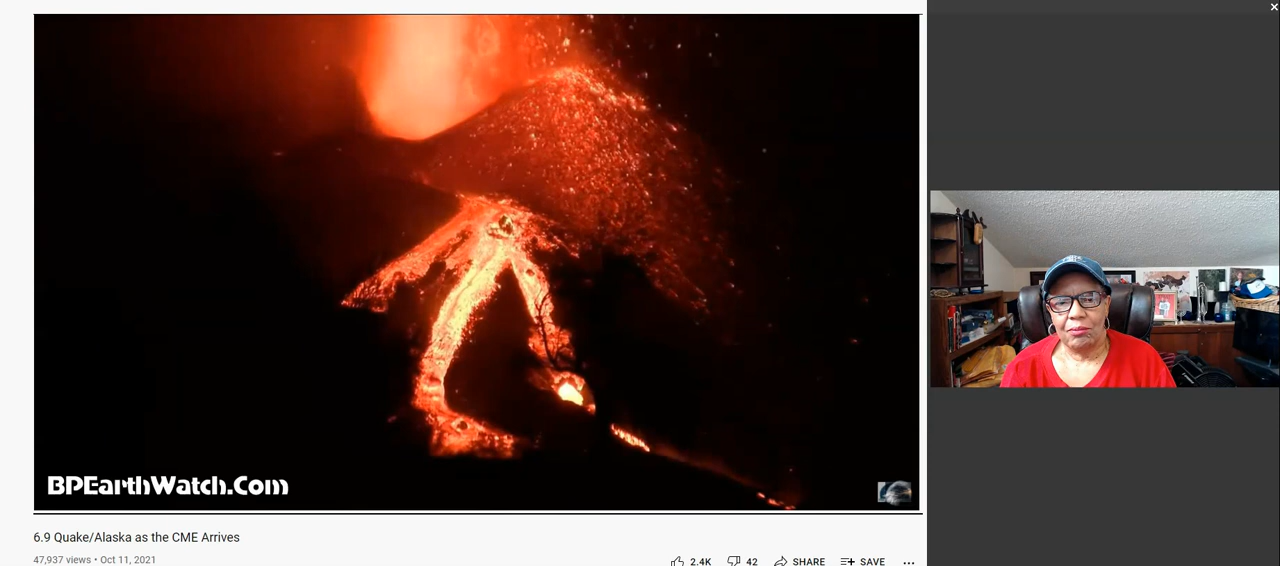 BPEarthWatch.Com
6.9 Quake/Alaska as the CME Arrives
47,937 views • Oct 11, 2021
2.4K 42 SHARE SAVE